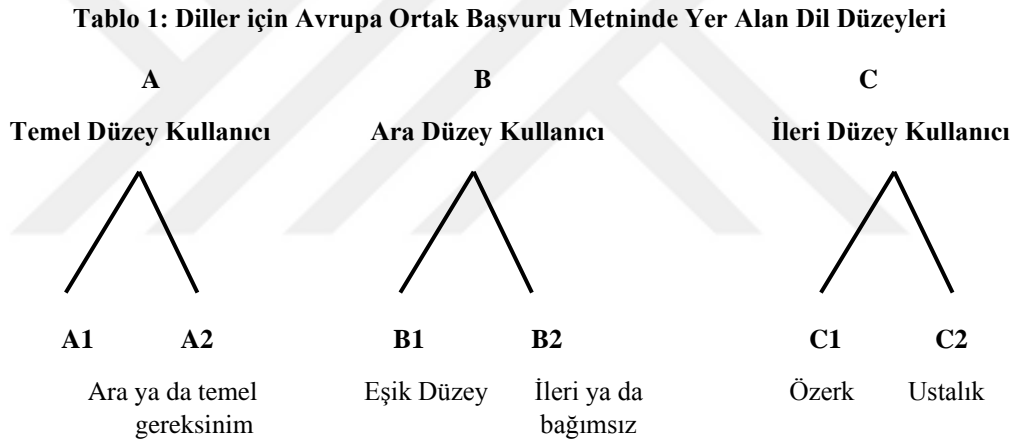 Tablo 1: Diller için Avrupa Ortak Başvuru Metninde Yer Alan Dil Düzeyleri
A B C
Temel Düzey Kullanıcı Ara Düzey Kullanıcı İleri Düzey Kullanıcı
A1 A2 B1 B2 C1 C2
Ara ya da temel Eşik Düzey İleri ya da Özerk Ustalık
gereksinim bağımsız